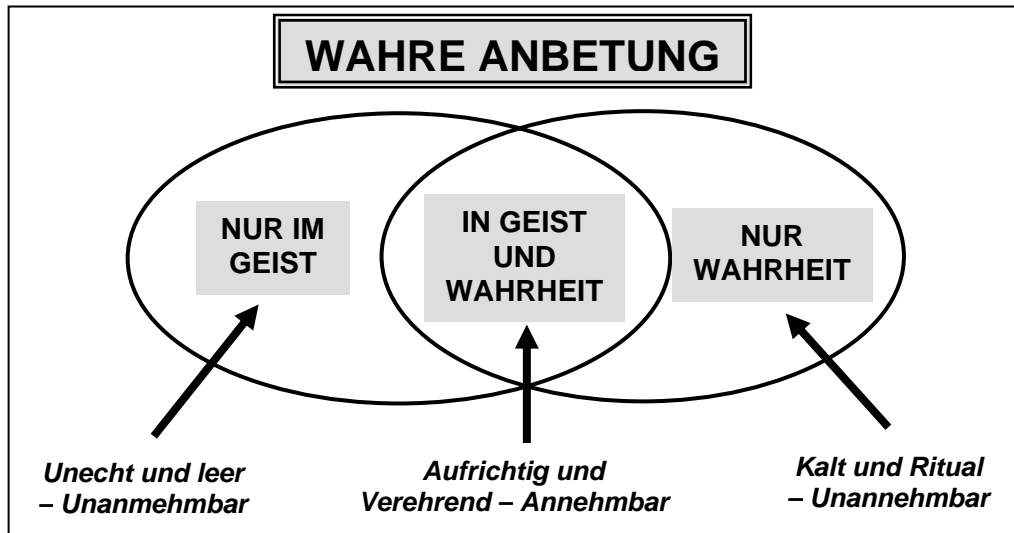 WAHRE ANBETUNG
NUR IM
GEIST
IN GEIST
UND
WAHRHEIT
NUR
WAHRHEIT
Unecht und leer
– Unanmehmbar
Aufrichtig und
Verehrend – Annehmbar
Kalt und Ritual
– Unannehmbar